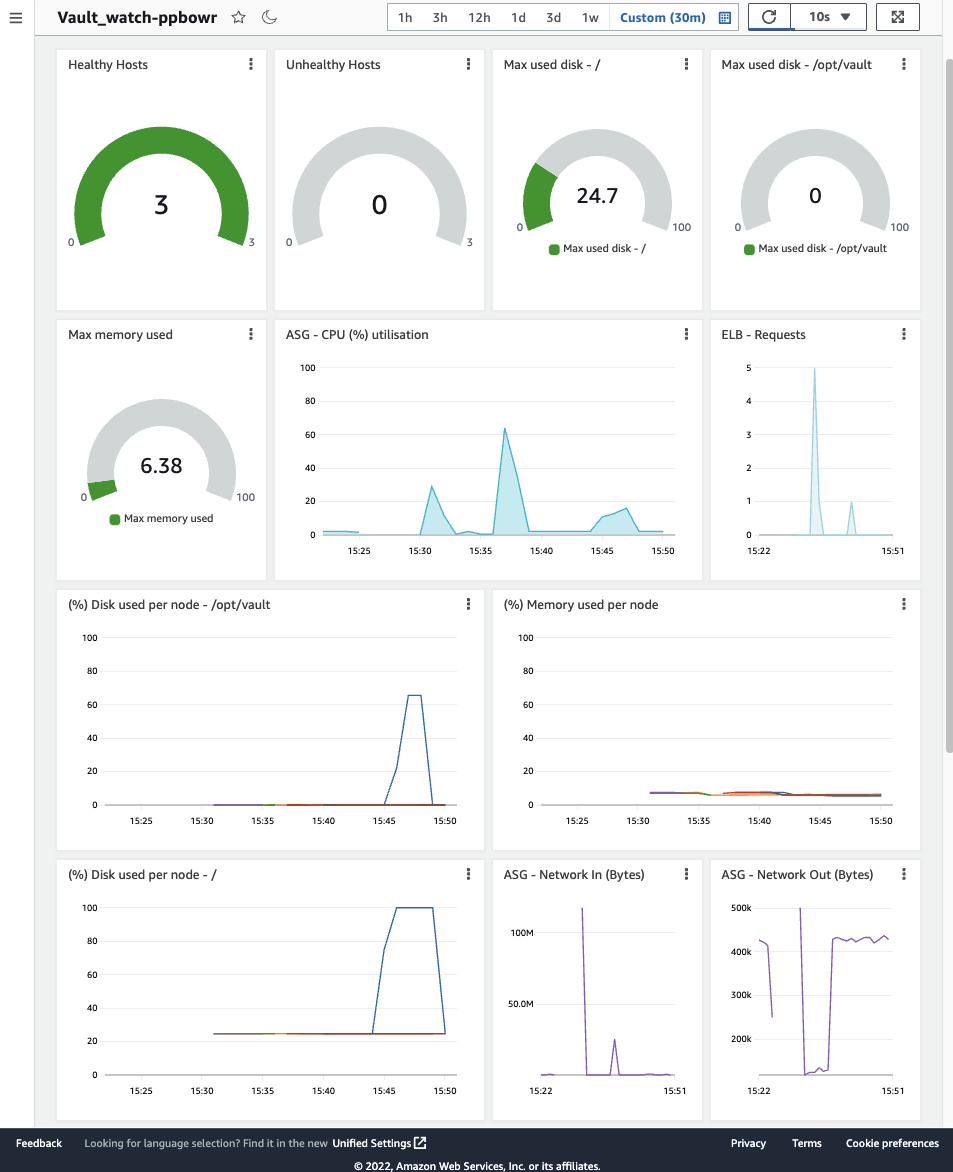 Vault_watch-ppbowr
1h 3h 12h 1d 3d 1w Custom (30m) 10s
Healthy Hosts
3
0 3
Unhealthy Hosts
0
0 3
Max used disk - /
24.7
0 100
Max used disk - /
Max used disk - /opt/vault
0
0 100
Max used disk - /opt/vault
Max memory used
6.38
0 100
Max memory used
ASG - CPU (%) utilisation
100
80
60
40
20
0
15:25 15:30 15:35 15:40 15:45 15:50
ELB - Requests
5
4
3
2
1
0
15:22 15:51
(%) Disk used per node - /opt/vault
100
80
60
40
20
0
15:25 15:30 15:35 15:40 15:45 15:50
(%) Memory used per node
100
80
60
40
20
0
15:25 15:30 15:35 15:40 15:45 15:50
(%) Disk used per node - /
100
80
60
40
20
0
15:25 15:30 15:35 15:40 15:45 15:50
ASG - Network In (Bytes)
100M
50.0M
15:22 15:51
ASG - Network Out (Bytes)
500k
400k
300k
200k
15:22 15:51
Feedback Looking for language selection? Find it in the new Unified Settings Privacy Terms Cookie preferences
© 2022, Amazon Web Services, Inc. or its affiliates.